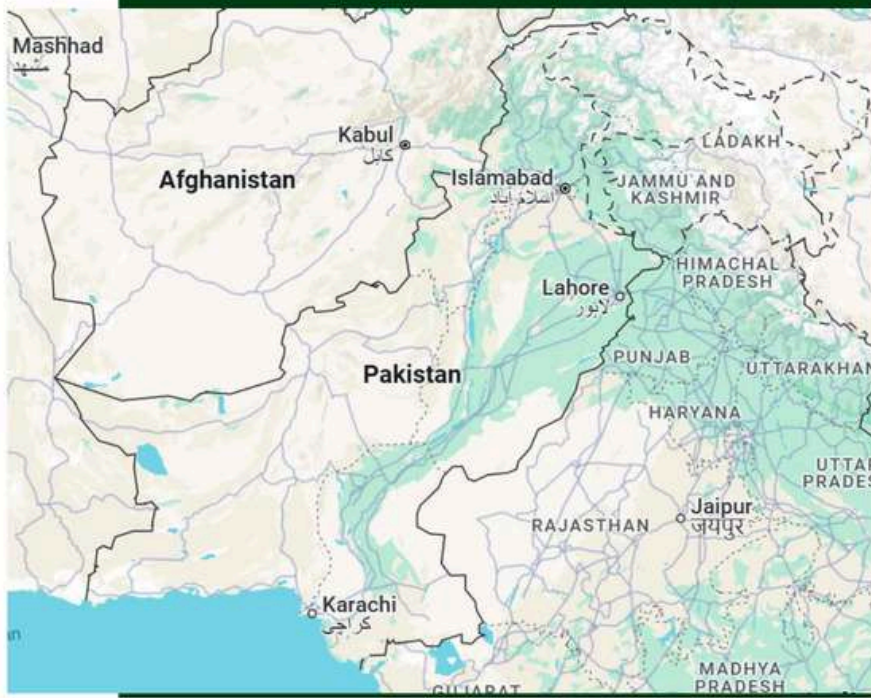 Mashhad
مشهد
Kabul
کابل
Afghanistan
LADAKH
Islamabad
اسلام آباد
JAMMU AND
KASHMIR
HIMACHAL
PRADESH
Lahore
لاہور
PUNJAB
Pakistan
UTTARAKHAN
HARYANA
UTTAR
PRADES
Jaipur
जयपुर
RAJASTHAN
Karachi
کراچی
an
MADHYA
PRADESH
GUJARAT